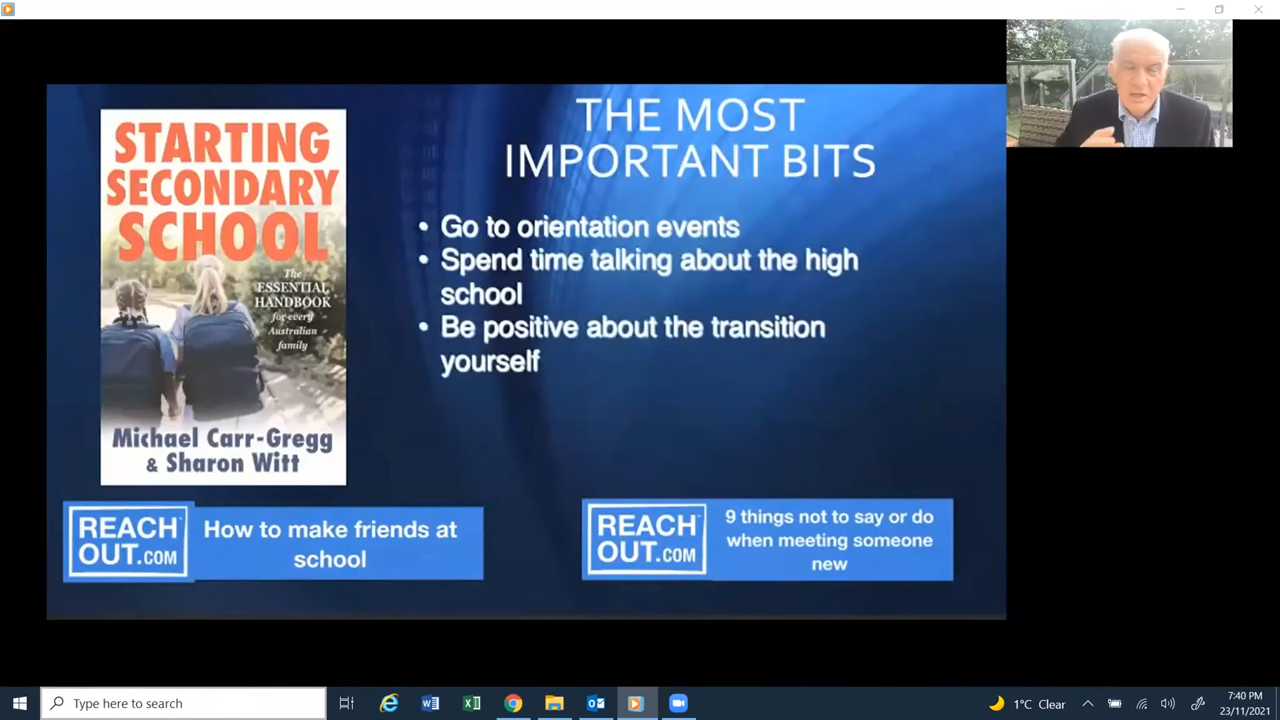 STARTING
SECONDARY
SCHOOL
The
ESSENTIAL
HANDBOOK
for every
Australian
family
Michael Carr-Gregg
& Sharon Witt
THE MOST
IMPORTANT BITS
• Go to orientation events
• Spend time talking about the high
school
• Be positive about the transition
yourself
REACH
OUT.COM
How to make friends at
school
REACH
OUT.COM
9 things not to say or do
when meeting someone
new
Type here to search
1°C Clear
7:40 PM
23/11/2021